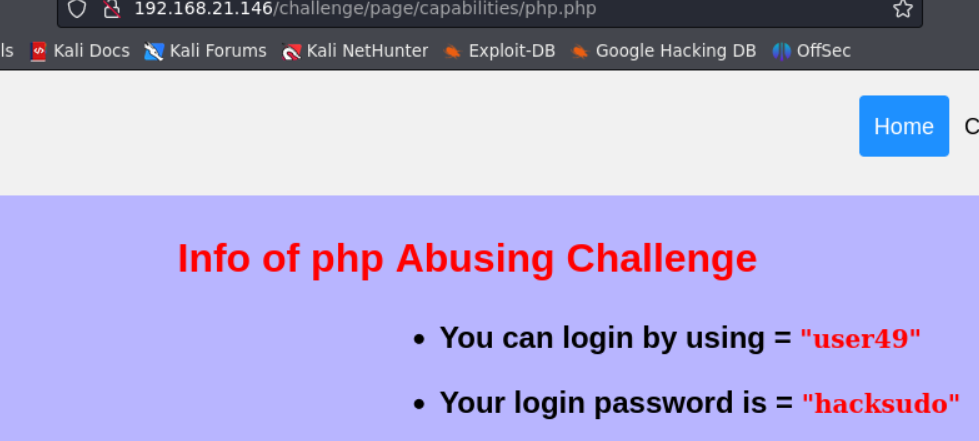 192.168.21.146/challenge/page/capabilities/php.php
ls Kali Docs Kali Forums Kali NetHunter Exploit-DB Google Hacking DB OffSec
Home C
Info of php Abusing Challenge
• You can login by using = "user49"
• Your login password is = "hacksudo"